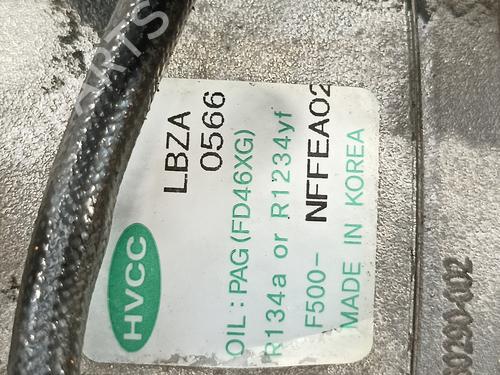 HVCC
LBZA
0566
OIL : PAG (FD46XG)
R134a or R1234yf
F500- NFFEA02
MADE IN KOREA